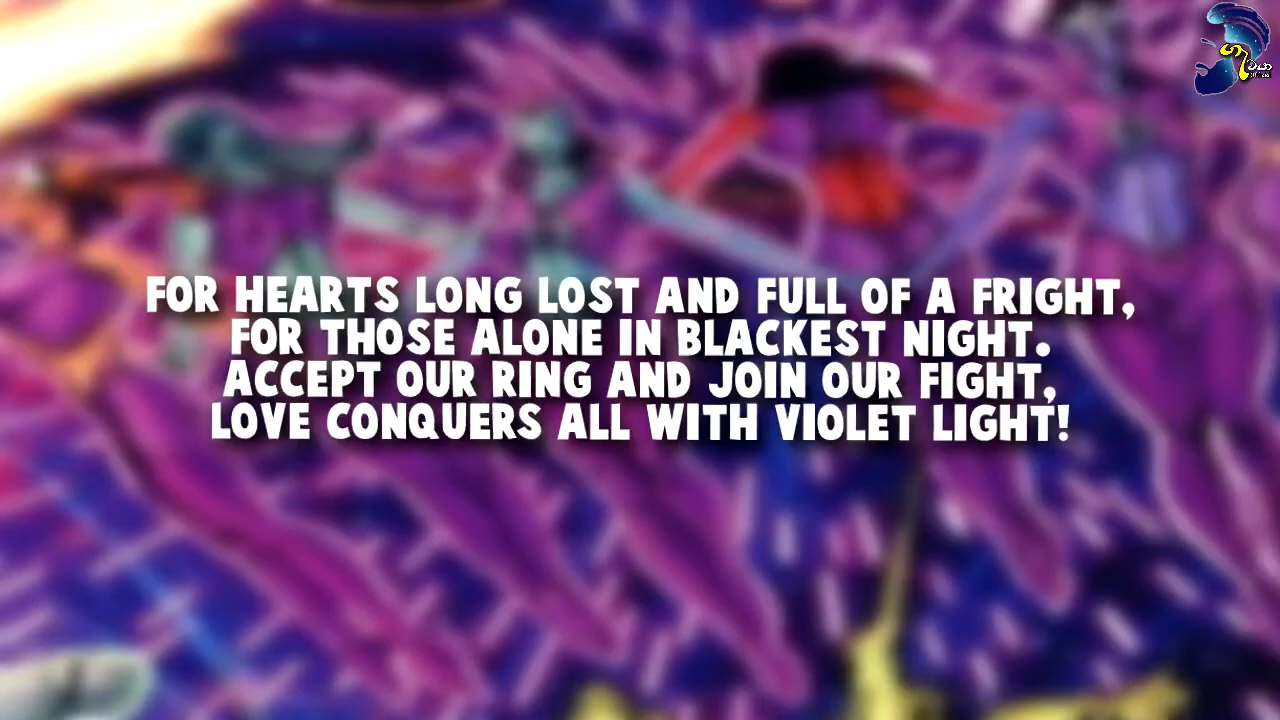 FOR HEARTS LONG LOST AND FULL OF A FRIGHT,
FOR THOSE ALONE IN BLACKEST NIGHT.
ACCEPT OUR RING AND JOIN OUR FIGHT,
LOVE CONQUERS ALL WITH VIOLET LIGHT!